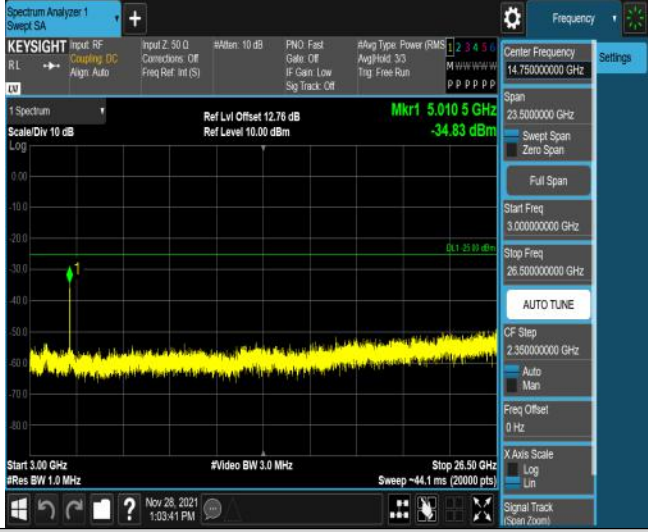 Spectrum Analyzer 1
Swept SA
Frequency
KEYSIGHT
RL
LV
Input: RF
Coupling: DC
Align: Auto
Input Z: 50 Ω
Corrections: Off
Freq Ref: Int (S)
#Atten: 10 dB
PNO: Fast
Gate: Off
IF Gain: Low
Sig Track: Off
#Avg Type: Power (RMS
Avg|Hold: 3/3
Trig: Free Run
1 2 3 4 5 6
M W W W W W
P P P P P P
Center Frequency
14.750000000 GHz
Settings
Span
23.5000000 GHz
Swept Span
Zero Span
Full Span
Start Freq
3.000000000 GHz
Stop Freq
26.500000000 GHz
AUTO TUNE
CF Step
2.350000000 GHz
Auto
Man
Freq Offset
0 Hz
X Axis Scale
Log
Lin
Signal Track
(Span Zoom)
1 Spectrum
Scale/Div 10 dB
Log
Ref Lvl Offset 12.76 dB
Ref Level 10.00 dBm
Mkr1 5.010 5 GHz
-34.83 dBm
0.00
-10.0
-20.0
-30.0
-40.0
-50.0
-60.0
-70.0
-80.0
DL1 -25.00 dBm
1
Start 3.00 GHz
#Res BW 1.0 MHz
#Video BW 3.0 MHz
Stop 26.50 GHz
Sweep ~44.1 ms (20000 pts)
Nov 28, 2021
1:03:41 PM